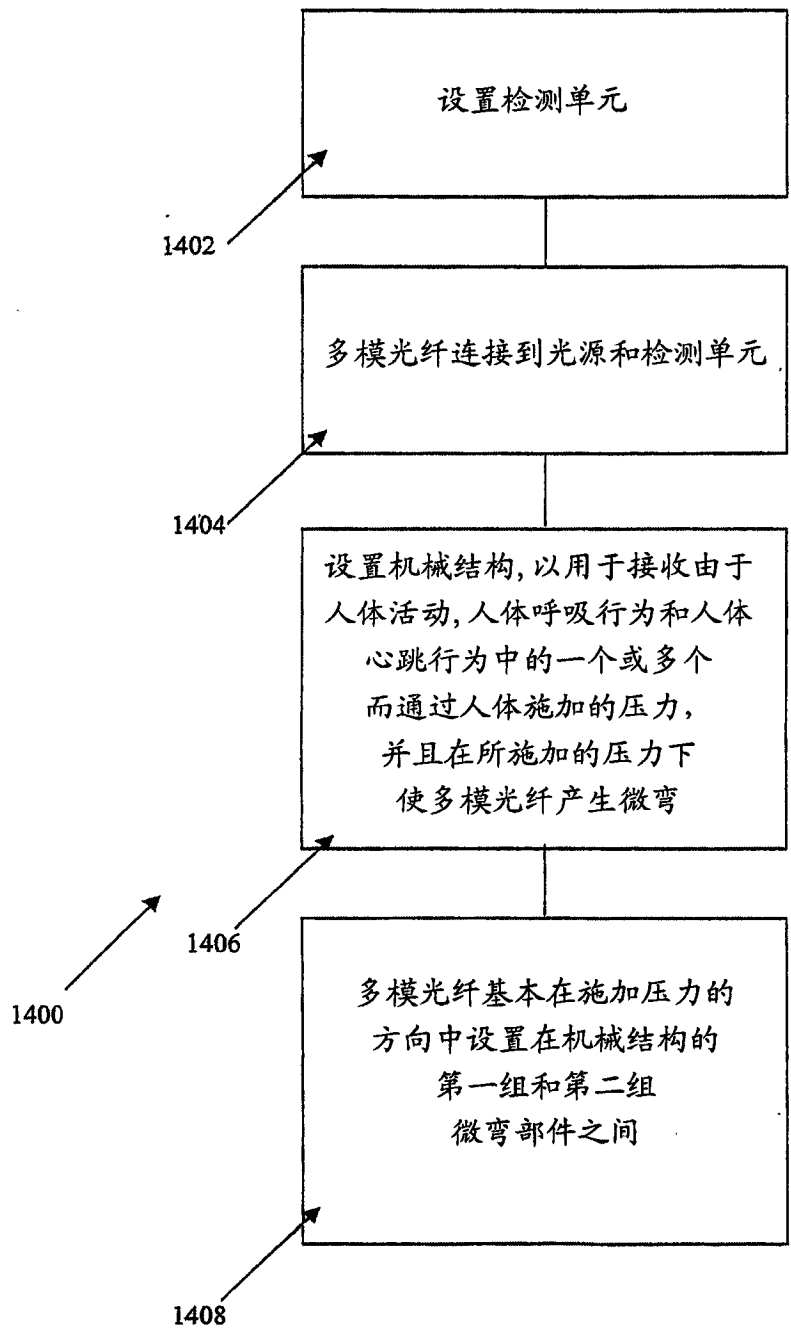 设置检测单元
1402
多模光纤连接到光源和检测单元
1404
设置机械结构,以用于接收由于
人体活动,人体呼吸行为和人体
心跳行为中的一个或多个
而通过人体施加的压力,
并且在所施加的压力下
使多模光纤产生微弯
1406
1400
多模光纤基本在施加压力的
方向中设置在机械结构的
第一组和第二组
微弯部件之间
1408